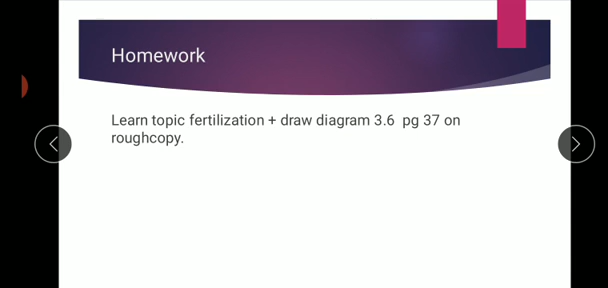 Homework
Learn topic fertilization + draw diagram 3.6 pg 37 on
roughcopy.